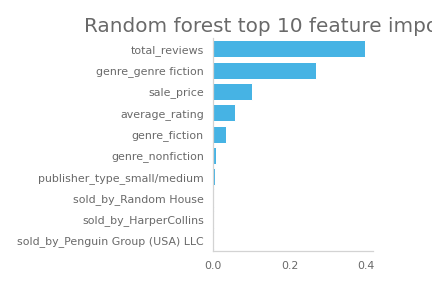 Random forest top 10 feature impo
total_reviews
genre_genre fiction
sale_price
average_rating
genre_fiction
genre_nonfiction
publisher_type_small/medium
sold_by_Random House
sold_by_HarperCollins
sold_by_Penguin Group (USA) LLC
0.0 0.2 0.4